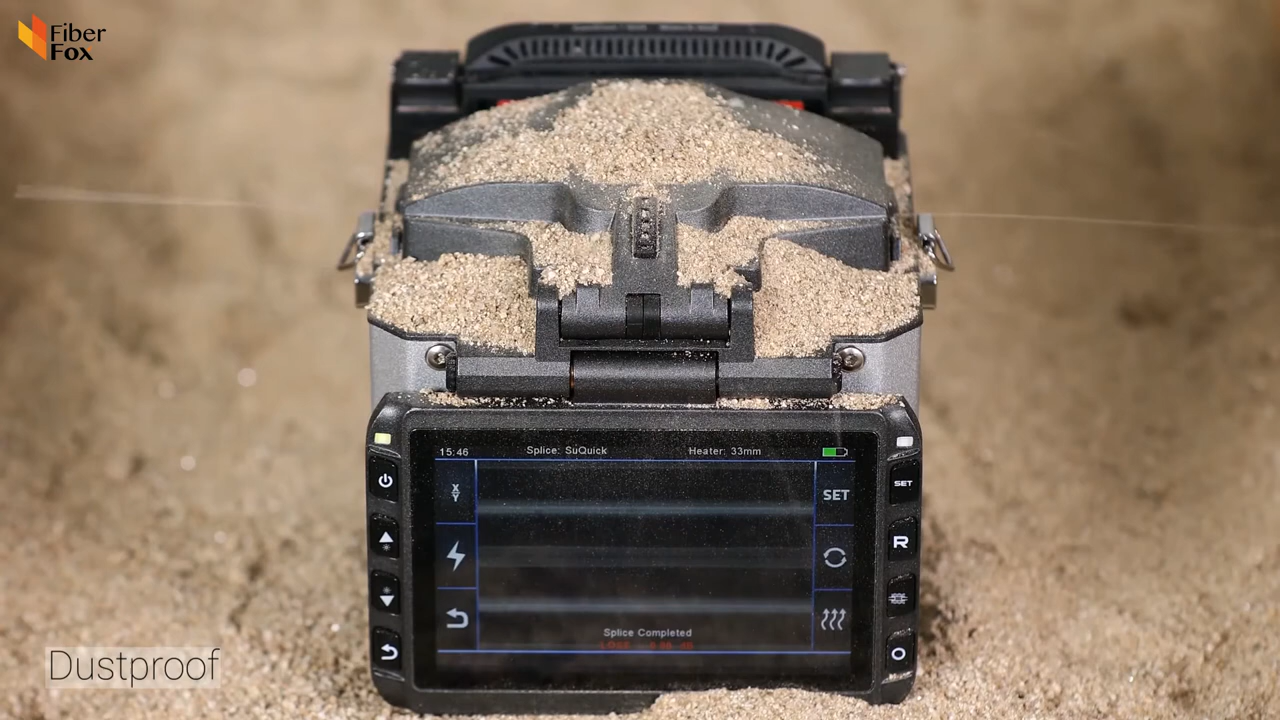 Fiber
Fox
15:46
Splice: SuQuick
Heater: 33mm
X
Y
SET
SET
R
Splice Completed
Dustproof